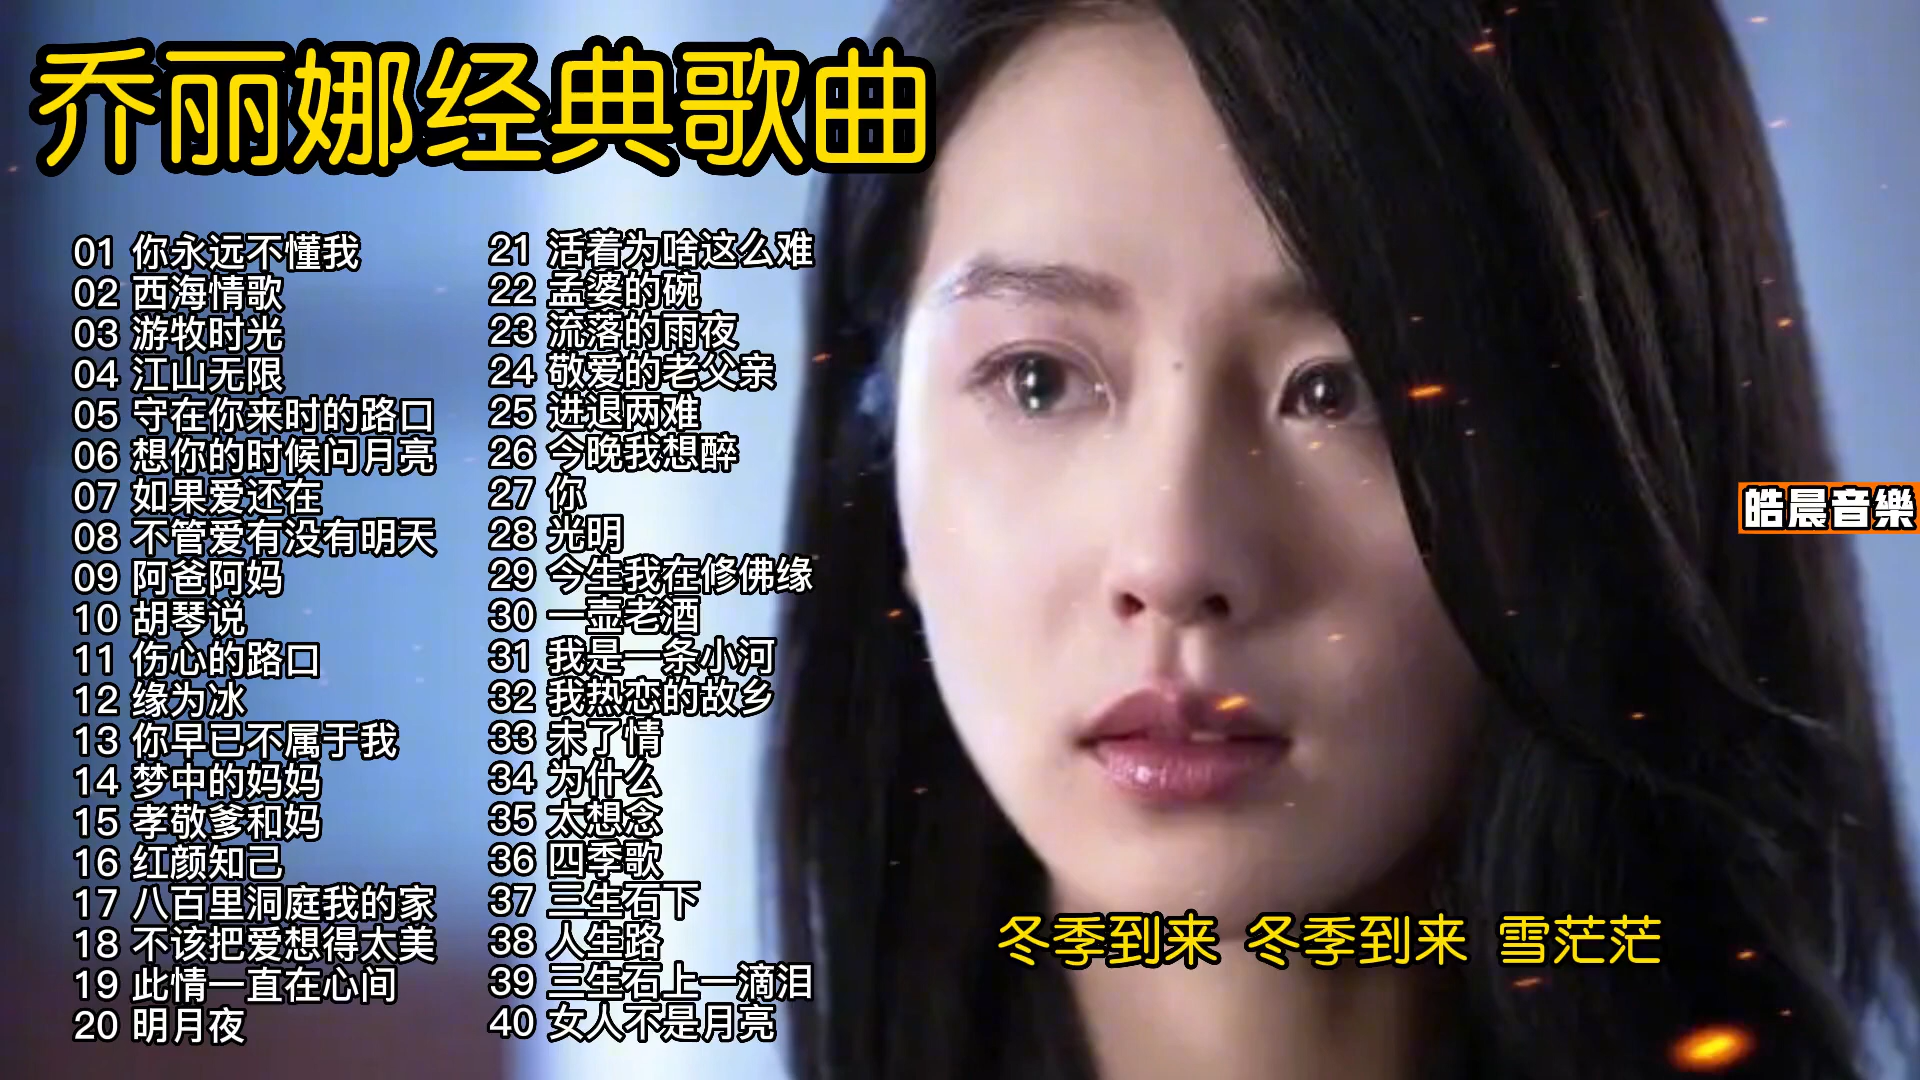 乔丽娜经典歌曲
01 你永远不懂我
02 西海情歌
03 游牧时光
04 江山无限
05 守在你来时的路口
06 想你的时候问月亮
07 如果爱还在
08 不管爱有没有明天
09 阿爸阿妈
10 胡琴说
11 伤心的路口
12 缘为冰
13 你早已不属于我
14 梦中的妈妈
15 孝敬爹和妈
16 红颜知己
17 八百里洞庭我的家
18 不该把爱想得太美
19 此情一直在心间
20 明月夜
21 活着为啥这么难
22 孟婆的碗
23 流落的雨夜
24 敬爱的老父亲
25 进退两难
26 今晚我想醉
27 你
28 光明
29 今生我在修佛缘
30 一壶老酒
31 我是一条小河
32 我热恋的故乡
33 未了情
34 为什么
35 太想念
36 四季歌
37 三生石下
38 人生路
39 三生石上一滴泪
40 女人不是月亮
皓晨音樂
冬季到来 冬季到来 雪茫茫